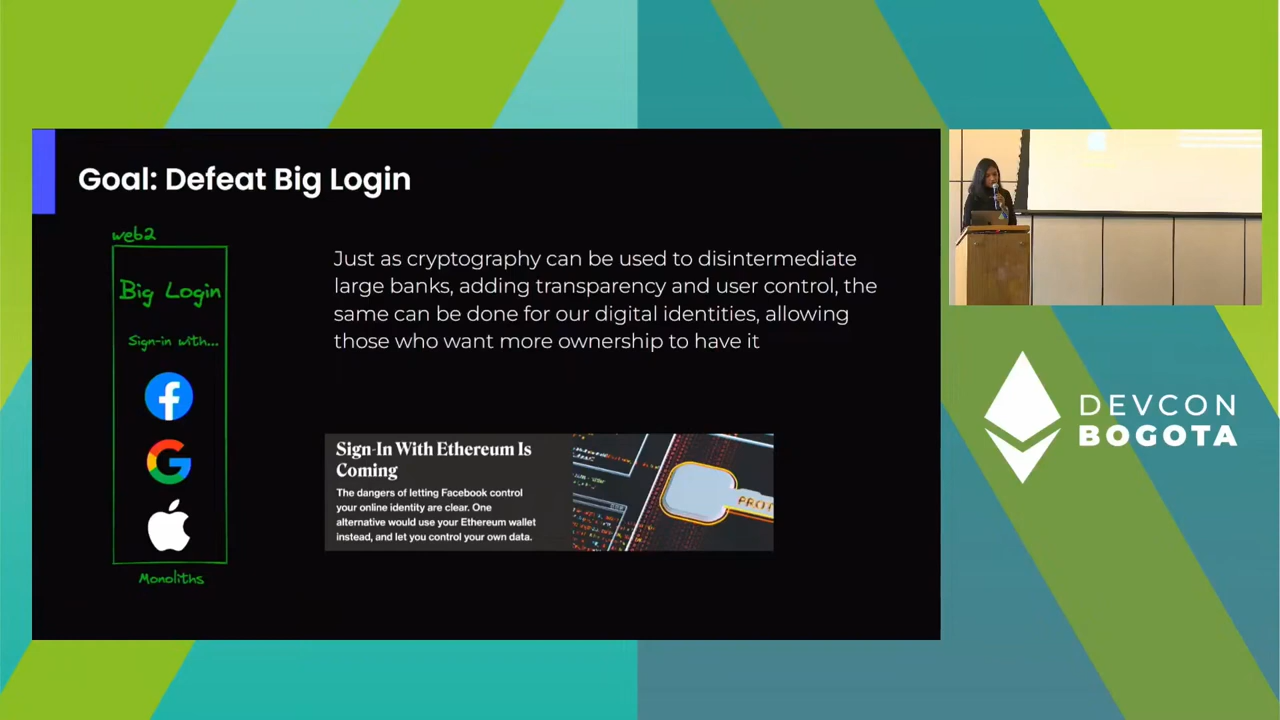 Goal: Defeat Big Login
web2
Big Login
Sign-in with...
Monoliths
Just as cryptography can be used to disintermediate
large banks, adding transparency and user control, the
same can be done for our digital identities, allowing
those who want more ownership to have it
Sign-In With Ethereum Is
Coming
The dangers of letting Facebook control
your online identity are clear. One
alternative would use your Ethereum wallet
instead, and let you control your own data.
DEVCON
BOGOTA